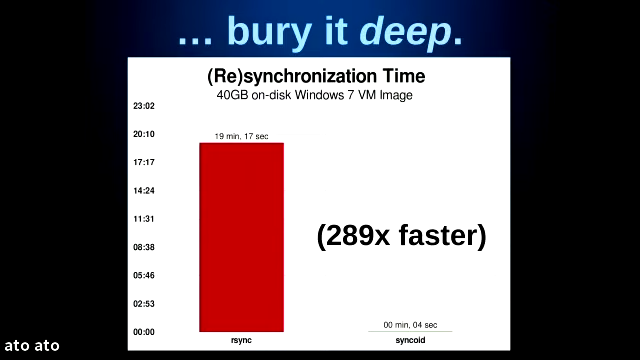 … bury it deep.
(Re)synchronization Time
40GB on-disk Windows 7 VM Image
23:02
20:10
19 min, 17 sec
17:17
14:24
11:31
(289x faster)
08:38
05:46
02:53
00 min, 04 sec
00:00
rsync
syncoid
ato ato